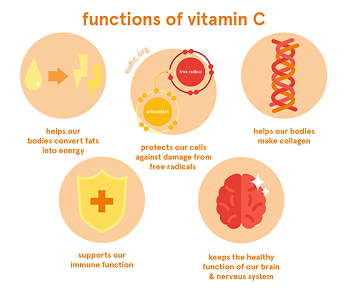 functions of vitamin C
eufic.org
free radical
antioxidant
helps our
bodies convert fats
into energy
protects our cells
against damage from
free radicals
helps our bodies
make collagen
supports our
immune function
keeps the healthy
function of our brain
& nervous system